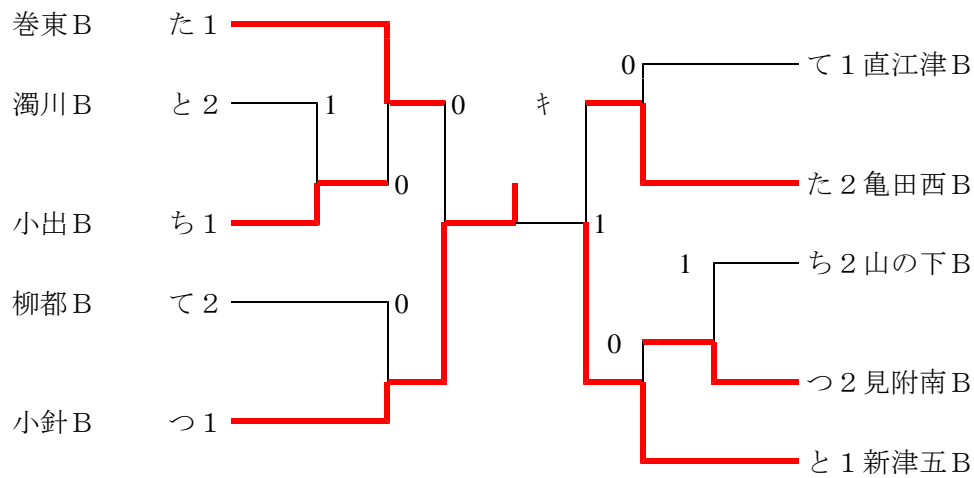 巻東Ｂ　た１
濁川Ｂ　と２
小出Ｂ　ち１
柳都Ｂ　て２
小針Ｂ　つ１
1
0
0
0
ｷ
0
1
1
0
て１直江津Ｂ
た２亀田西Ｂ
ち２山の下Ｂ
つ２見附南Ｂ
と１新津五Ｂ